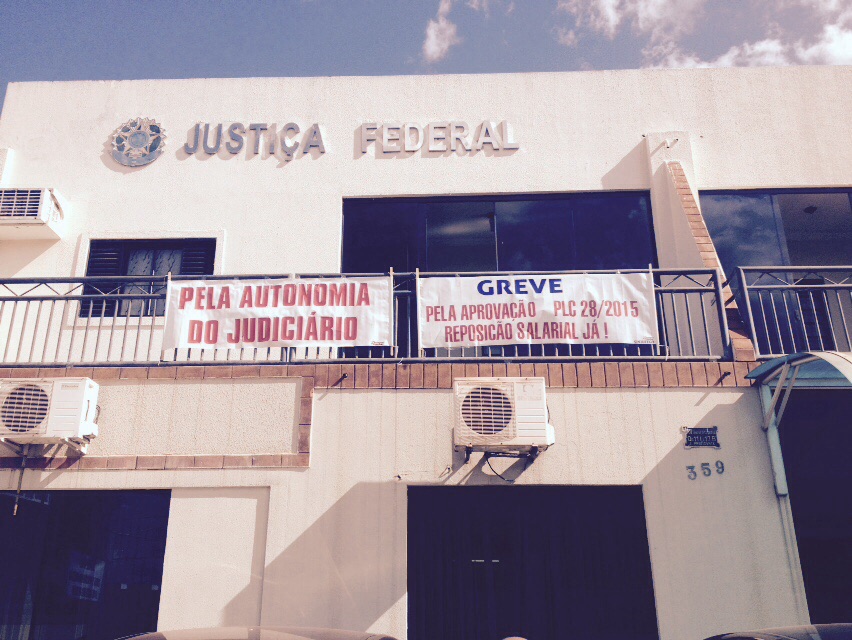 JUSTIÇA FEDERAL
PELA AUTONOMIA
DO JUDICIÁRIO
GREVE
PELA APROVAÇÃO PLC 28/2015
REPOSIÇÃO SALARIAL JÁ !
359